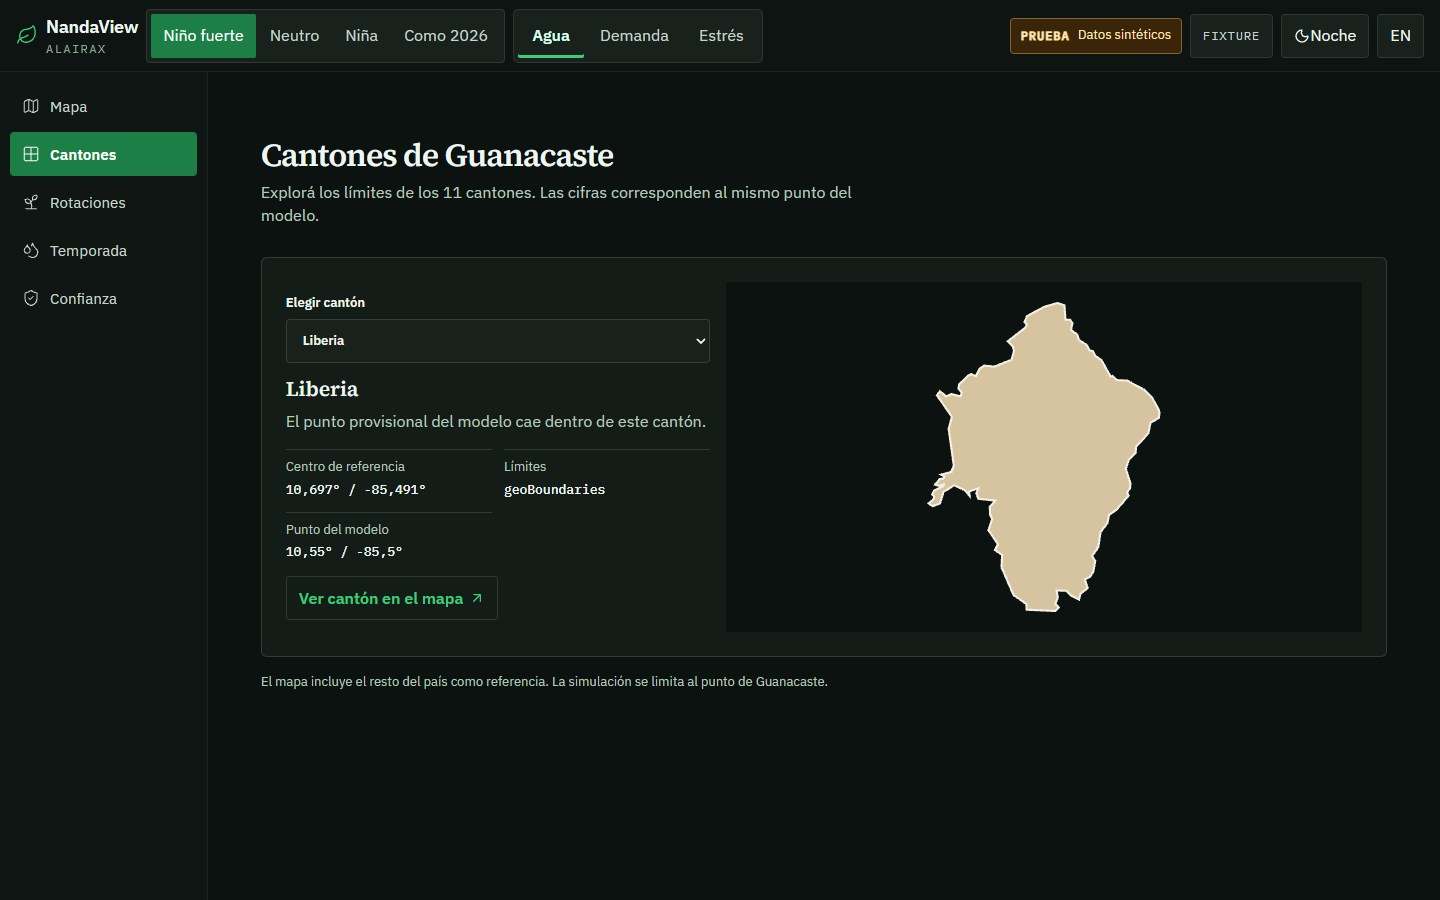 NandaView
ALAIRAX
Niño fuerte Neutro Niña Como 2026
Agua Demanda Estrés
PRUEBA Datos sintéticos
FIXTURE
Noche
EN
Mapa
Cantones
Rotaciones
Temporada
Confianza
Cantones de Guanacaste
Explorá los límites de los 11 cantones. Las cifras corresponden al mismo punto del
modelo.
Elegir cantón
Liberia
Liberia
El punto provisional del modelo cae dentro de este cantón.
Centro de referencia
10,697° / -85,491°
Límites
geoBoundaries
Punto del modelo
10,55° / -85,5°
Ver cantón en el mapa
El mapa incluye el resto del país como referencia. La simulación se limita al punto de Guanacaste.